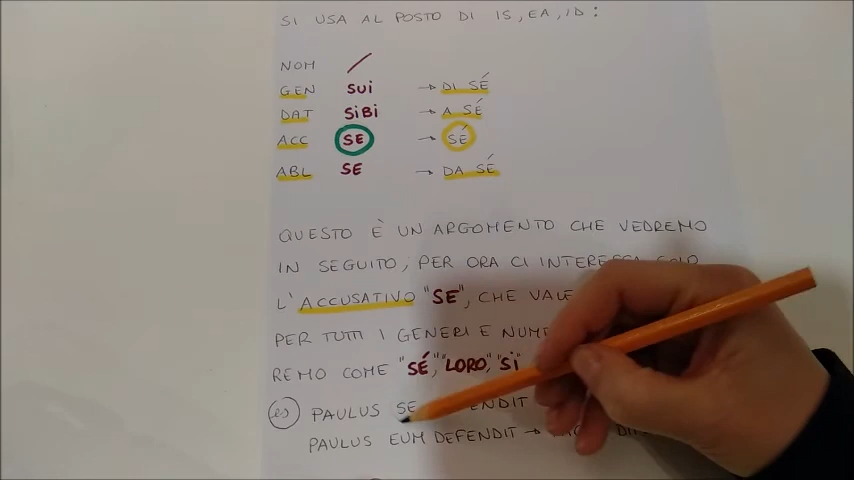 SI USA AL POSTO DI IS, EA, ID:
NOM /
GEN SUI → DI SÉ
DAT SIBI → A SÉ
ACC SE → SÉ
ABL SE → DA SÉ
QUESTO È UN ARGOMENTO CHE VEDREMO
IN SEGUITO; PER ORA CI INTERESSA SOLO
L'ACCUSATIVO "SE", CHE VALE
PER TUTTI I GENERI E
REMO COME "SÉ", "LORO", "SI"
es PAULUS SE
PAULUS EUM DEFENDIT →